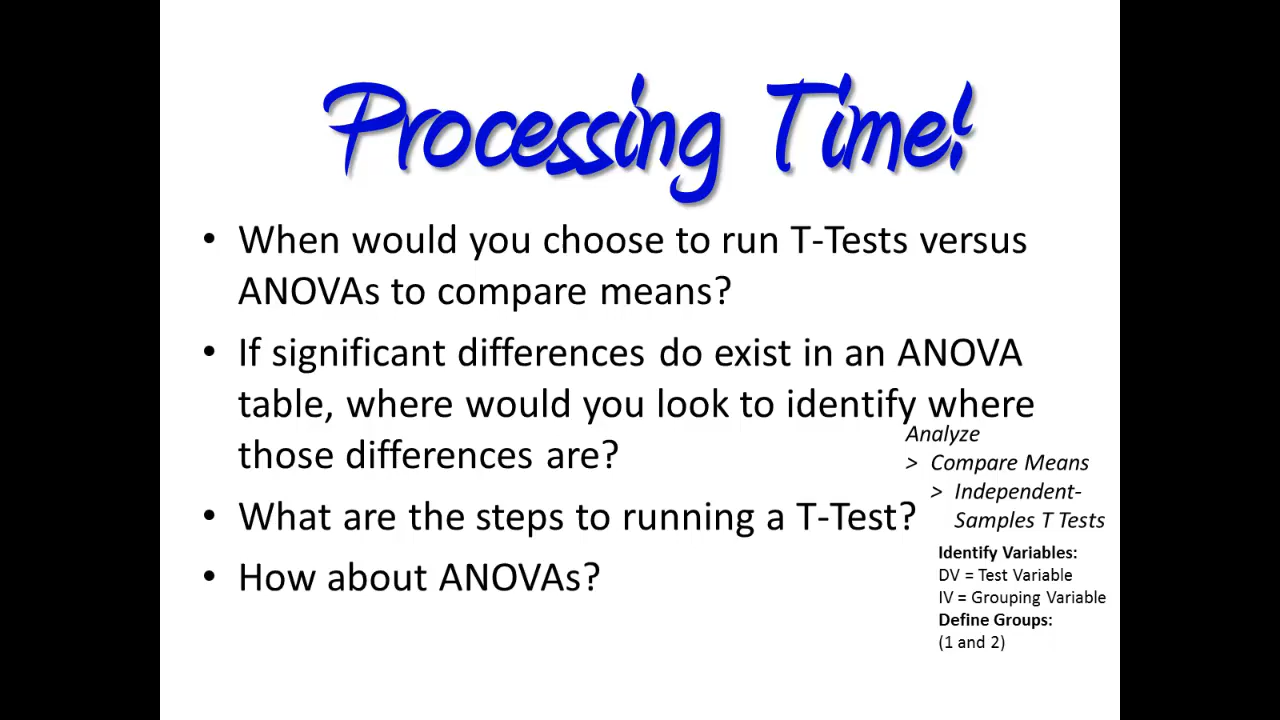 Processing Time!
• When would you choose to run T-Tests versus
ANOVAs to compare means?
• If significant differences do exist in an ANOVA
table, where would you look to identify where
those differences are?
• What are the steps to running a T-Test?
• How about ANOVAs?
Analyze
> Compare Means
> Independent-
Samples T Tests
Identify Variables:
DV = Test Variable
IV = Grouping Variable
Define Groups:
(1 and 2)